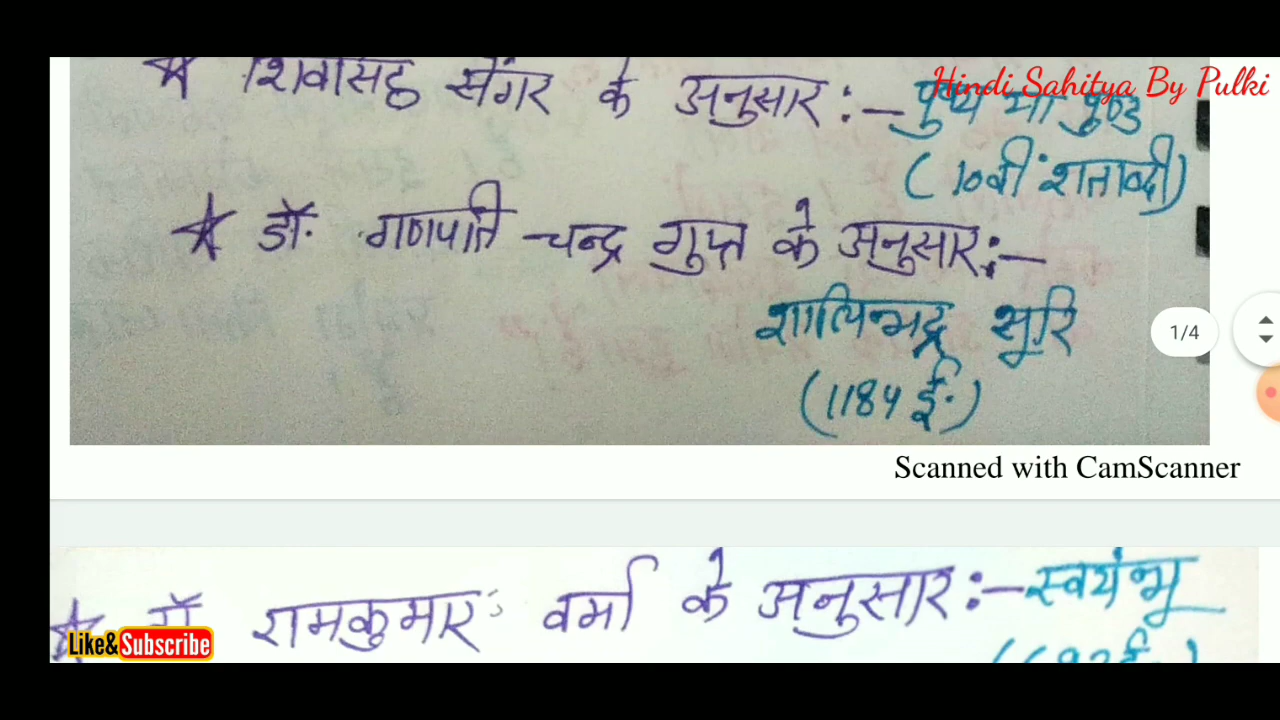 ★ शिवसिंह सेंगर के अनुसार :- पुष्य या पुण्ड
Hindi Sahitya By Pulki
(10वीं शताब्दी)
★ डॉ. गणपति चन्द्र गुप्त के अनुसार :-
शालिभद्र सूरि
(1184 ई.)
1/4
Scanned with CamScanner
★ डॉ रामकुमार वर्मा के अनुसार :- स्वयंभू
Like& Subscribe